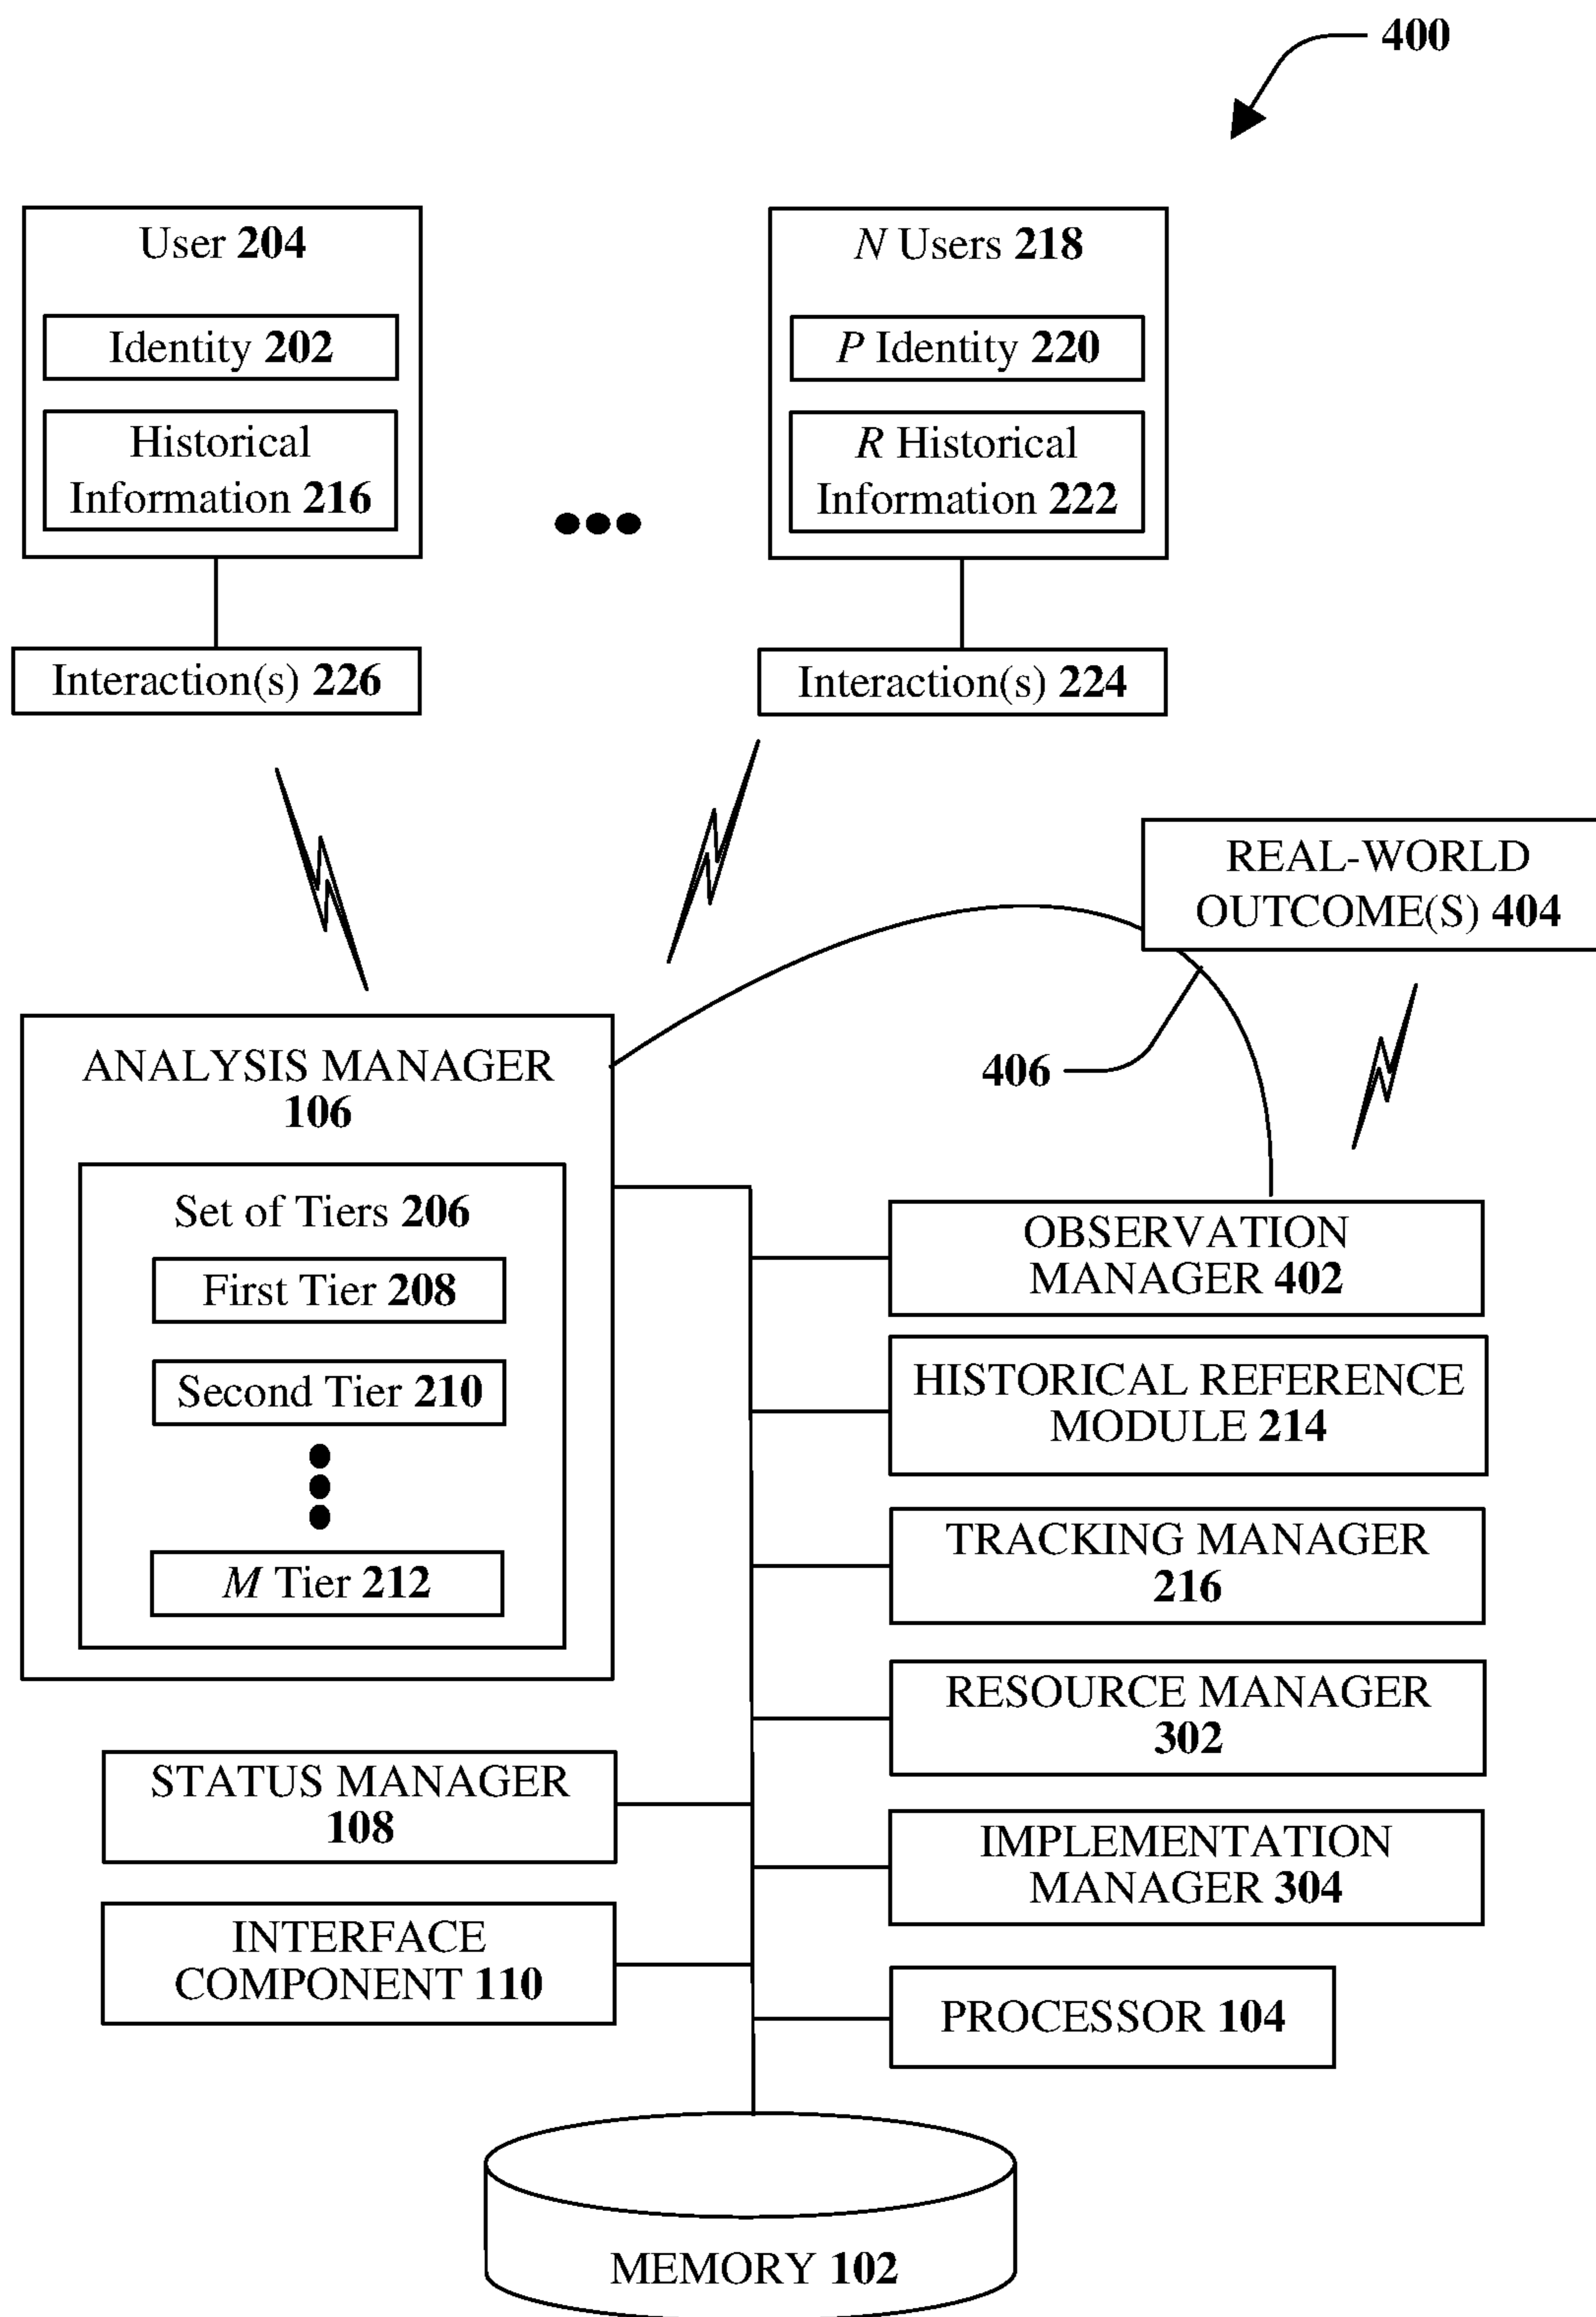 400
User 204
Identity 202
Historical
Information 216
N Users 218
P Identity 220
R Historical
Information 222
Interaction(s) 226
Interaction(s) 224
REAL-WORLD
OUTCOME(S) 404
406
ANALYSIS MANAGER
106
Set of Tiers 206
First Tier 208
Second Tier 210
M Tier 212
OBSERVATION
MANAGER 402
HISTORICAL REFERENCE
MODULE 214
TRACKING MANAGER
216
RESOURCE MANAGER
302
STATUS MANAGER
108
IMPLEMENTATION
MANAGER 304
INTERFACE
COMPONENT 110
PROCESSOR 104
MEMORY 102